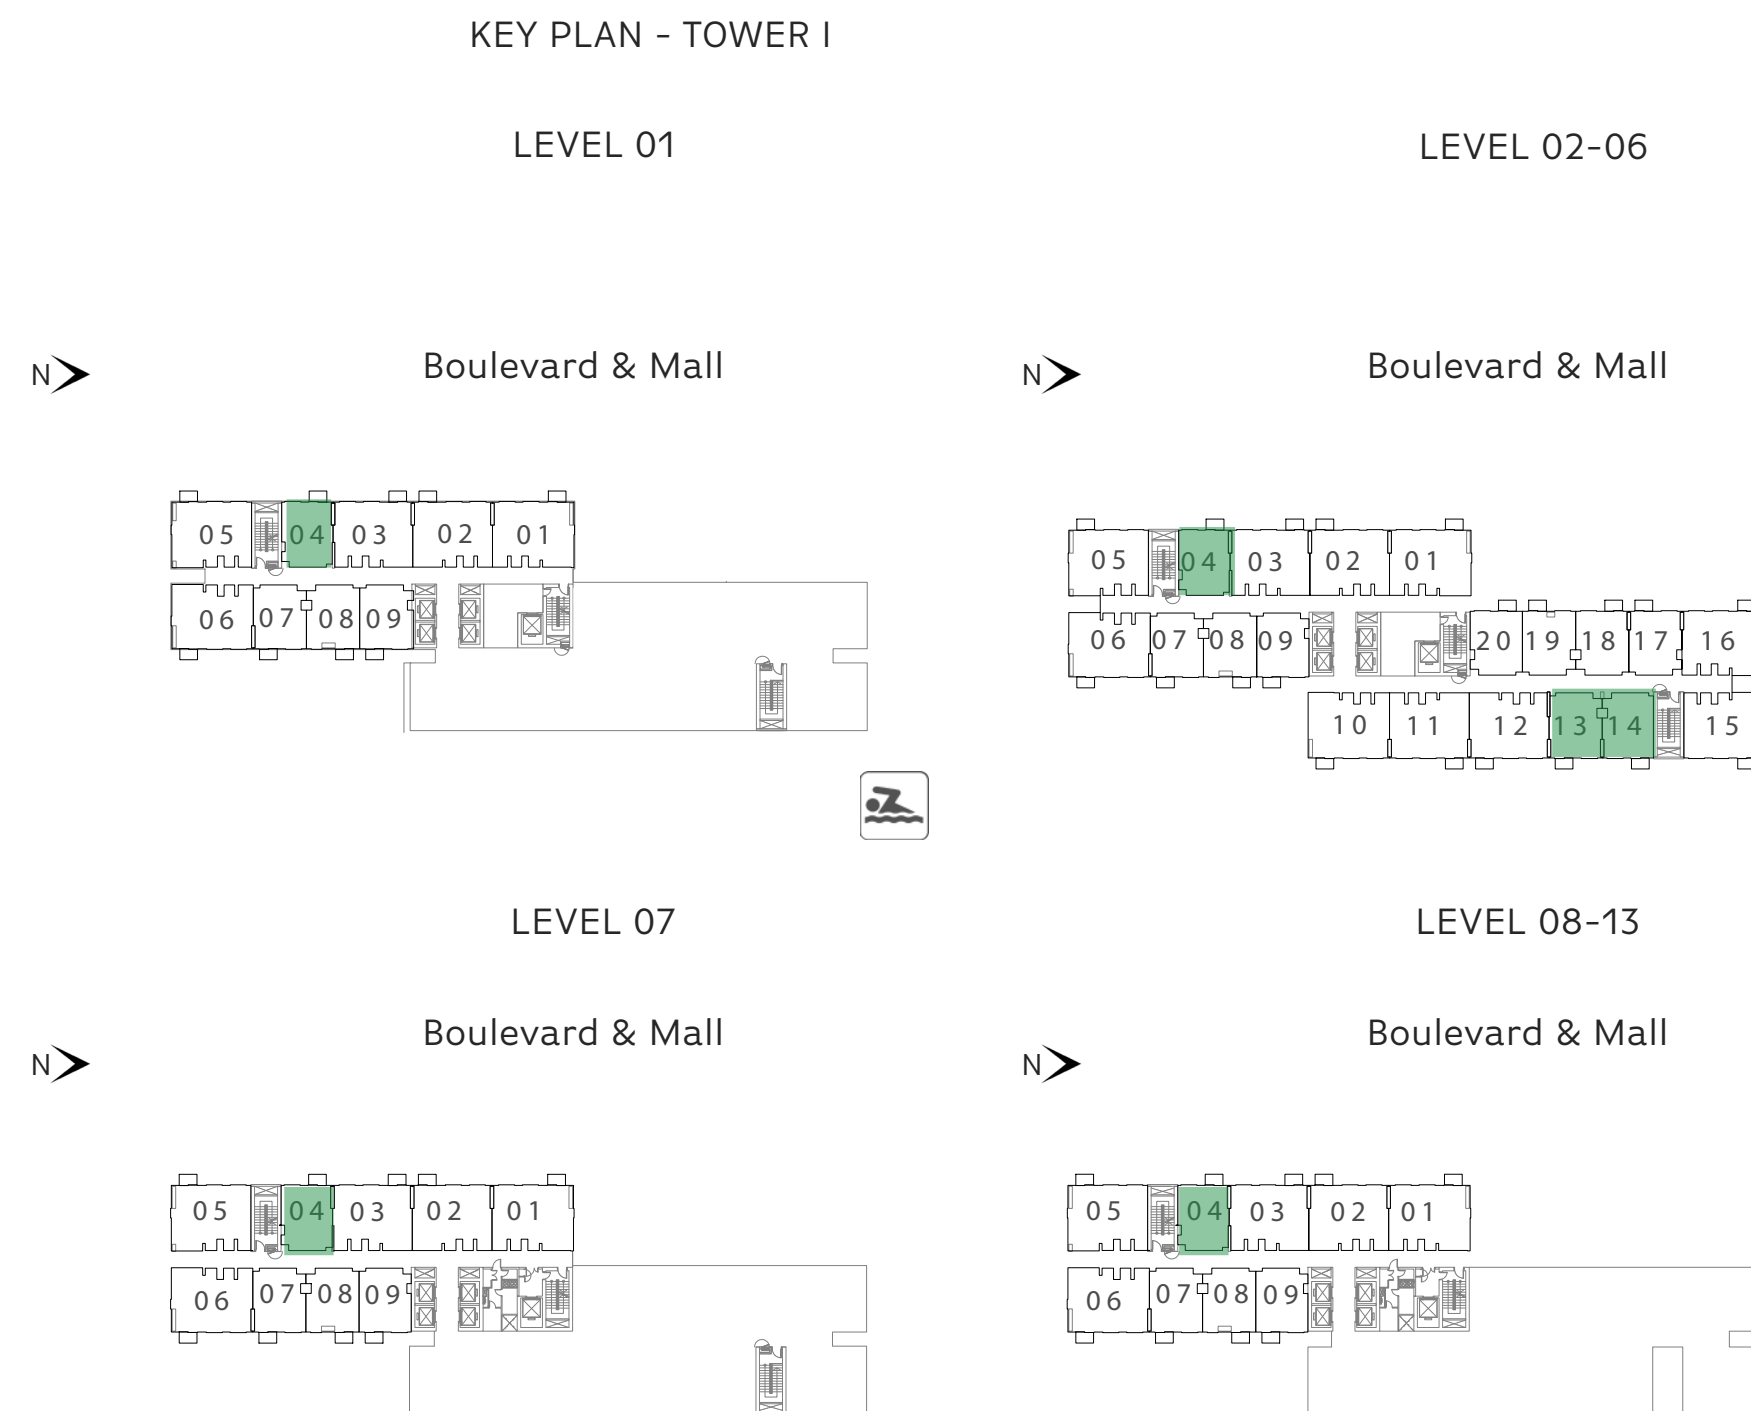 KEY PLAN - TOWER I
LEVEL 01
LEVEL 02-06
N
Boulevard & Mall
N
Boulevard & Mall
05 04 03 02 01
06 07 08 09
05 04 03 02 01
06 07 08 09 20 19 18 17 16
10 11 12 13 14 15
LEVEL 07
LEVEL 08-13
N
Boulevard & Mall
N
Boulevard & Mall
05 04 03 02 01
06 07 08 09
05 04 03 02 01
06 07 08 09